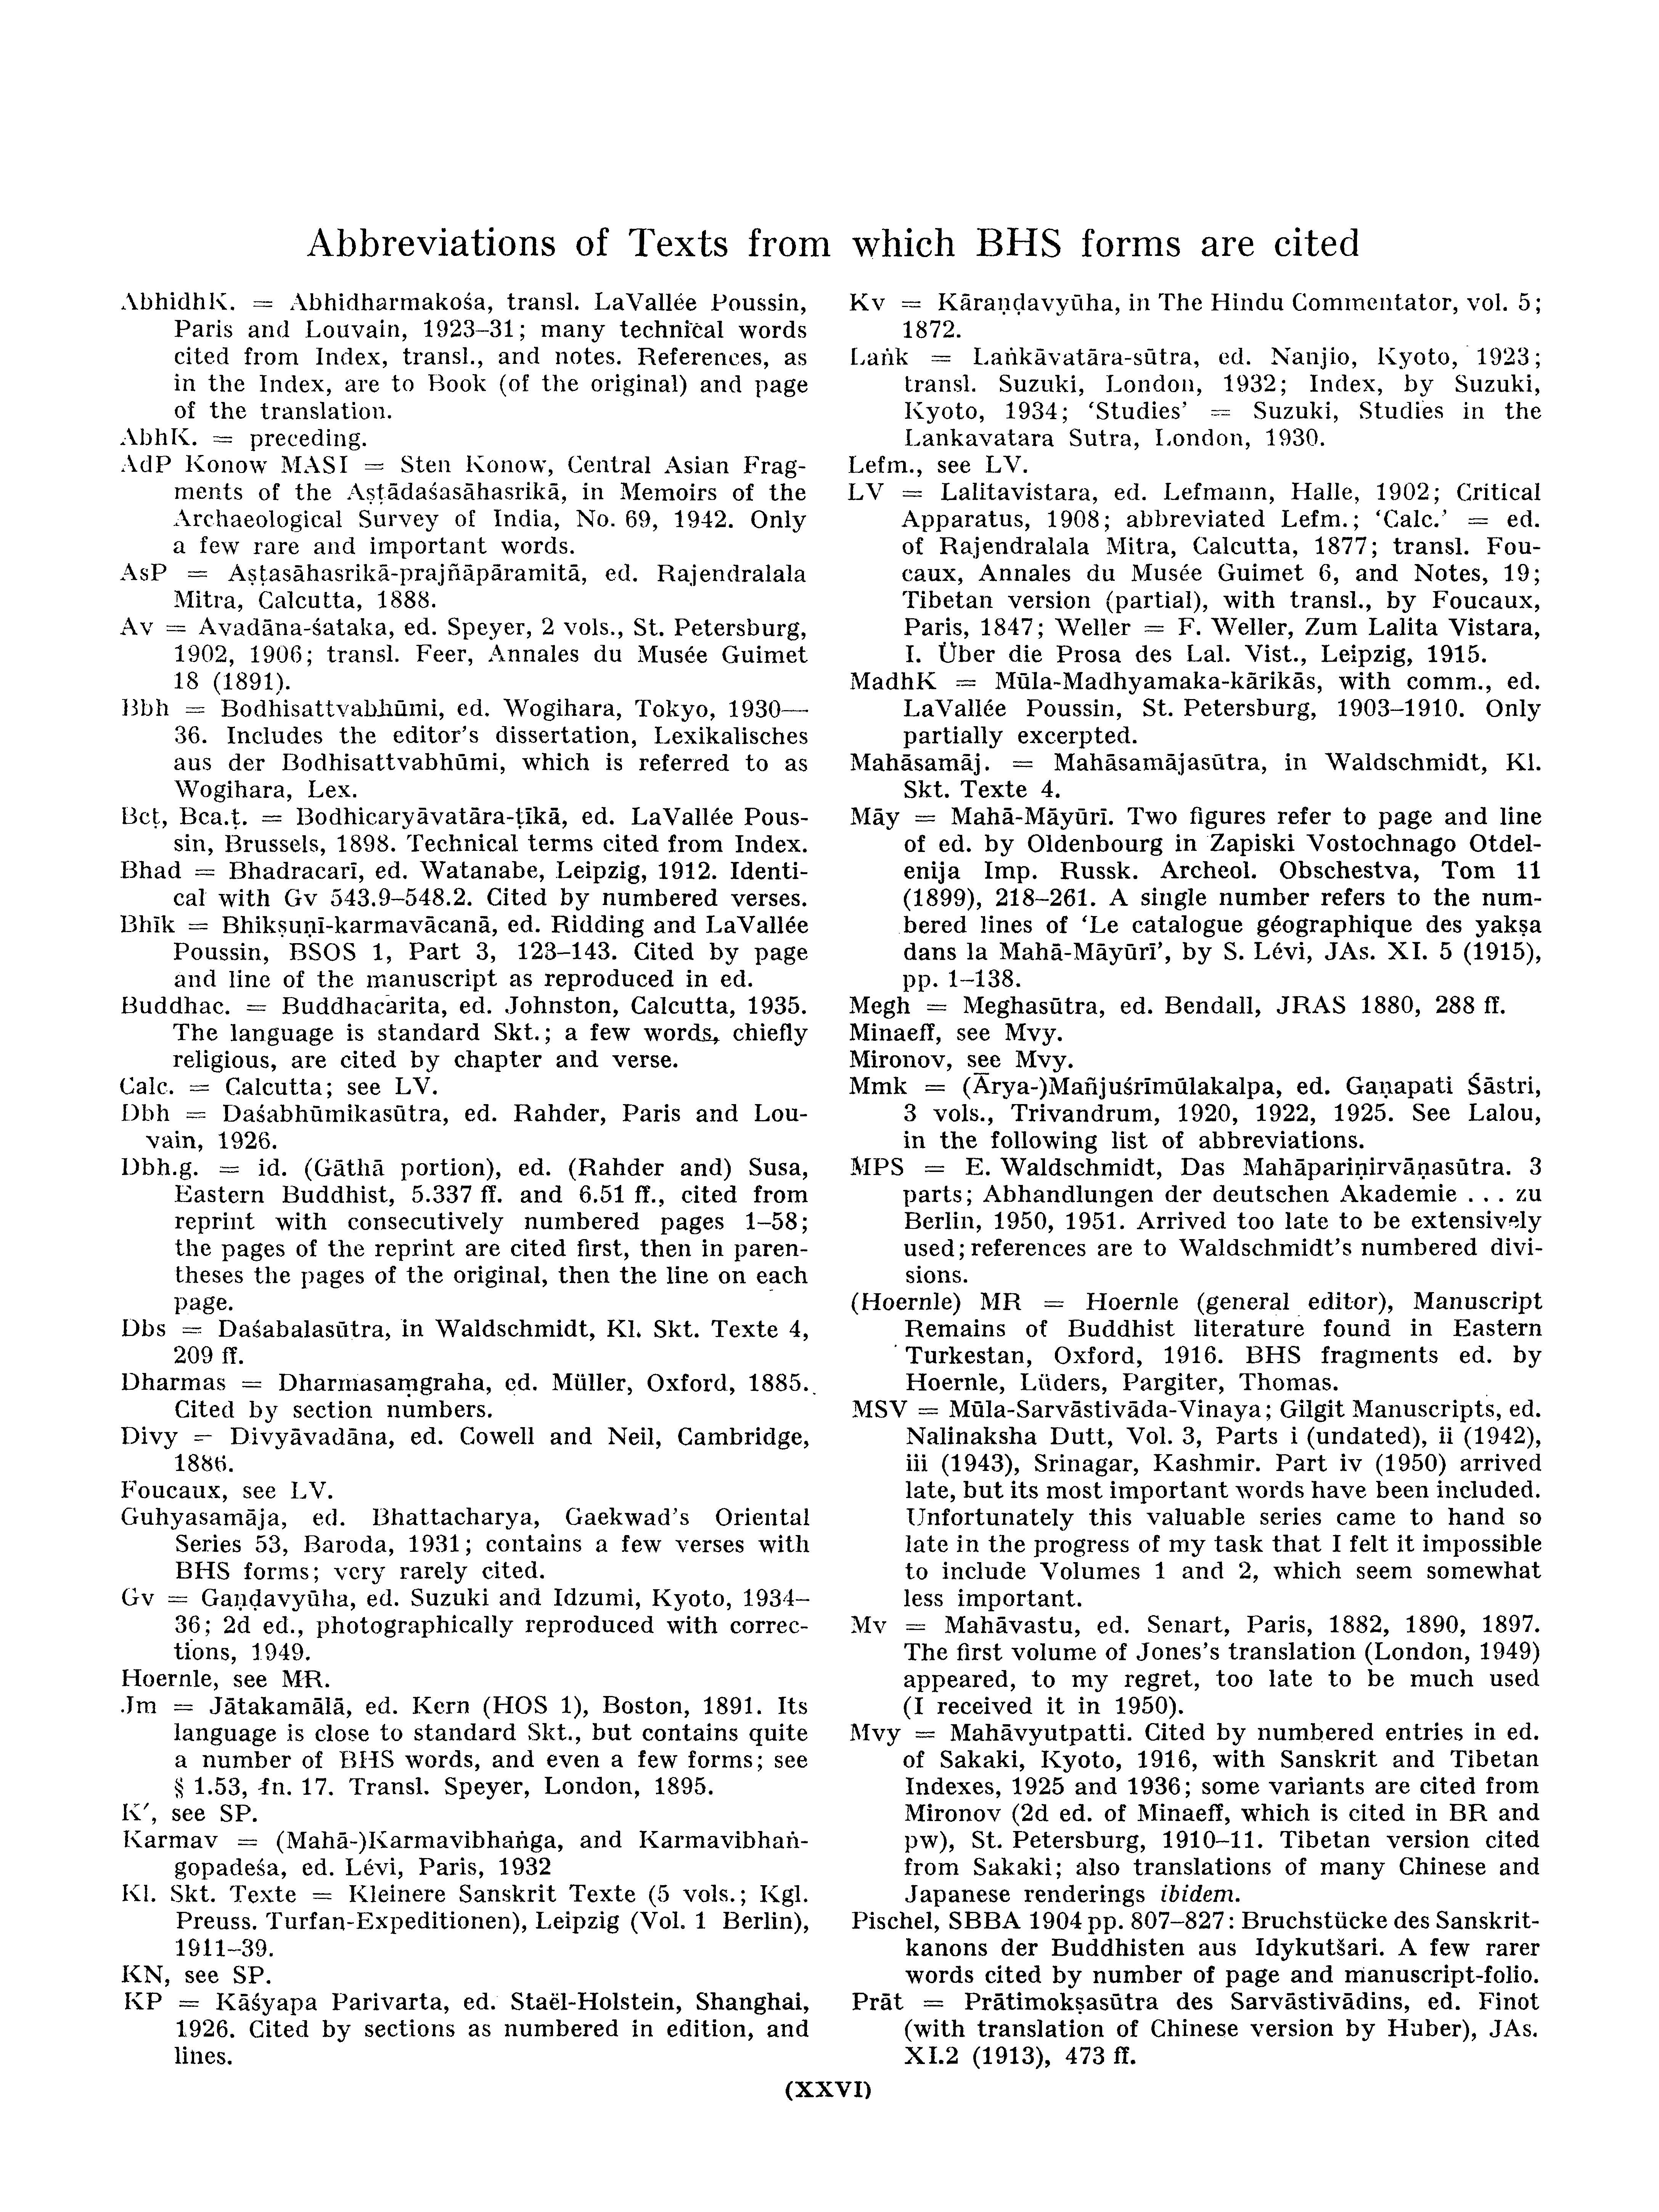 Abbreviations of Texts from which BHS forms are cited
AbhidhK. = Abhidharmakośa, transl. LaVallée Poussin,
Paris and Louvain, 1923–31; many technical words
cited from Index, transl., and notes. References, as
in the Index, are to Book (of the original) and page
of the translation.
AbhK. = preceding.
AdP Konow MASI = Sten Konow, Central Asian Frag-
ments of the Aṣṭādaśasāhasrikā, in Memoirs of the
Archaeological Survey of India, No. 69, 1942. Only
a few rare and important words.
AsP = Aṣṭasāhasrikā-prajñāpāramitā, ed. Rajendralala
Mitra, Calcutta, 1888.
Av = Avadāna-śataka, ed. Speyer, 2 vols., St. Petersburg,
1902, 1906; transl. Feer, Annales du Musée Guimet
18 (1891).
Bbh = Bodhisattvabhūmi, ed. Wogihara, Tokyo, 1930—
36. Includes the editor's dissertation, Lexikalisches
aus der Bodhisattvabhūmi, which is referred to as
Wogihara, Lex.
Bcṭ, Bca.ṭ. = Bodhicaryāvatāra-ṭīkā, ed. LaVallée Pous-
sin, Brussels, 1898. Technical terms cited from Index.
Bhad = Bhadracarī, ed. Watanabe, Leipzig, 1912. Identi-
cal with Gv 543.9–548.2. Cited by numbered verses.
Bhīk = Bhikṣuṇī-karmavācanā, ed. Ridding and LaVallée
Poussin, BSOS 1, Part 3, 123–143. Cited by page
and line of the manuscript as reproduced in ed.
Buddhac. = Buddhacarita, ed. Johnston, Calcutta, 1935.
The language is standard Skt.; a few words, chiefly
religious, are cited by chapter and verse.
Calc. = Calcutta; see LV.
Dbh = Daśabhūmikasūtra, ed. Rahder, Paris and Lou-
vain, 1926.
Dbh.g. = id. (Gāthā portion), ed. (Rahder and) Susa,
Eastern Buddhist, 5.337 ff. and 6.51 ff., cited from
reprint with consecutively numbered pages 1–58;
the pages of the reprint are cited first, then in paren-
theses the pages of the original, then the line on each
page.
Dbs = Daśabalasūtra, in Waldschmidt, Kl. Skt. Texte 4,
209 ff.
Dharmas = Dharmasaṃgraha, ed. Müller, Oxford, 1885.
Cited by section numbers.
Divy = Divyāvadāna, ed. Cowell and Neil, Cambridge,
1886.
Foucaux, see LV.
Guhyasamāja, ed. Bhattacharya, Gaekwad's Oriental
Series 53, Baroda, 1931; contains a few verses with
BHS forms; very rarely cited.
Gv = Gaṇḍavyūha, ed. Suzuki and Idzumi, Kyoto, 1934–
36; 2d ed., photographically reproduced with correc-
tions, 1949.
Hoernle, see MR.
Jm = Jātakamālā, ed. Kern (HOS 1), Boston, 1891. Its
language is close to standard Skt., but contains quite
a number of BHS words, and even a few forms; see
§ 1.53, fn. 17. Transl. Speyer, London, 1895.
K′, see SP.
Karmav = (Mahā-)Karmavibhaṅga, and Karmavibhaṅ-
gopadeśa, ed. Lévi, Paris, 1932
Kl. Skt. Texte = Kleinere Sanskrit Texte (5 vols.; Kgl.
Preuss. Turfan-Expeditionen), Leipzig (Vol. 1 Berlin),
1911–39.
KN, see SP.
KP = Kāśyapa Parivarta, ed. Staël-Holstein, Shanghai,
1926. Cited by sections as numbered in edition, and
lines.
Kv = Kāraṇḍavyūha, in The Hindu Commentator, vol. 5;
1872.
Laṅk = Laṅkāvatāra-sūtra, ed. Nanjio, Kyoto, 1923;
transl. Suzuki, London, 1932; Index, by Suzuki,
Kyoto, 1934; ‘Studies’ = Suzuki, Studies in the
Lankavatara Sutra, London, 1930.
Lefm., see LV.
LV = Lalitavistara, ed. Lefmann, Halle, 1902; Critical
Apparatus, 1908; abbreviated Lefm.; ‘Calc.’ = ed.
of Rajendralala Mitra, Calcutta, 1877; transl. Fou-
caux, Annales du Musée Guimet 6, and Notes, 19;
Tibetan version (partial), with transl., by Foucaux,
Paris, 1847; Weller = F. Weller, Zum Lalita Vistara,
I. Über die Prosa des Lal. Vist., Leipzig, 1915.
MadhK = Mūla-Madhyamaka-kārikās, with comm., ed.
LaVallée Poussin, St. Petersburg, 1903–1910. Only
partially excerpted.
Mahāsamāj. = Mahāsamājasūtra, in Waldschmidt, Kl.
Skt. Texte 4.
Māy = Mahā-Māyūrī. Two figures refer to page and line
of ed. by Oldenbourg in Zapiski Vostochnago Otdel-
enija Imp. Russk. Archeol. Obschestva, Tom 11
(1899), 218–261. A single number refers to the num-
bered lines of ‘Le catalogue géographique des yakṣa
dans la Mahā-Māyūrī’, by S. Lévi, JAs. XI. 5 (1915),
pp. 1–138.
Megh = Meghasūtra, ed. Bendall, JRAS 1880, 288 ff.
Minaeff, see Mvy.
Mironov, see Mvy.
Mmk = (Ārya-)Mañjuśrīmūlakalpa, ed. Gaṇapati Śāstri,
3 vols., Trivandrum, 1920, 1922, 1925. See Lalou,
in the following list of abbreviations.
MPS = E. Waldschmidt, Das Mahāpariṇirvāṇasūtra. 3
parts; Abhandlungen der deutschen Akademie . . . zu
Berlin, 1950, 1951. Arrived too late to be extensively
used; references are to Waldschmidt's numbered divi-
sions.
(Hoernle) MR = Hoernle (general editor), Manuscript
Remains of Buddhist literature found in Eastern
Turkestan, Oxford, 1916. BHS fragments ed. by
Hoernle, Lüders, Pargiter, Thomas.
MSV = Mūla-Sarvāstivāda-Vinaya; Gilgit Manuscripts, ed.
Nalinaksha Dutt, Vol. 3, Parts i (undated), ii (1942),
iii (1943), Srinagar, Kashmir. Part iv (1950) arrived
late, but its most important words have been included.
Unfortunately this valuable series came to hand so
late in the progress of my task that I felt it impossible
to include Volumes 1 and 2, which seem somewhat
less important.
Mv = Mahāvastu, ed. Senart, Paris, 1882, 1890, 1897.
The first volume of Jones's translation (London, 1949)
appeared, to my regret, too late to be much used
(I received it in 1950).
Mvy = Mahāvyutpatti. Cited by numbered entries in ed.
of Sakaki, Kyoto, 1916, with Sanskrit and Tibetan
Indexes, 1925 and 1936; some variants are cited from
Mironov (2d ed. of Minaeff, which is cited in BR and
pw), St. Petersburg, 1910–11. Tibetan version cited
from Sakaki; also translations of many Chinese and
Japanese renderings ibidem.
Pischel, SBBA 1904 pp. 807–827: Bruchstücke des Sanskrit-
kanons der Buddhisten aus Idykutšari. A few rarer
words cited by number of page and manuscript-folio.
Prāt = Prātimokṣasūtra des Sarvāstivādins, ed. Finot
(with translation of Chinese version by Huber), JAs.
XI.2 (1913), 473 ff.
(XXVI)